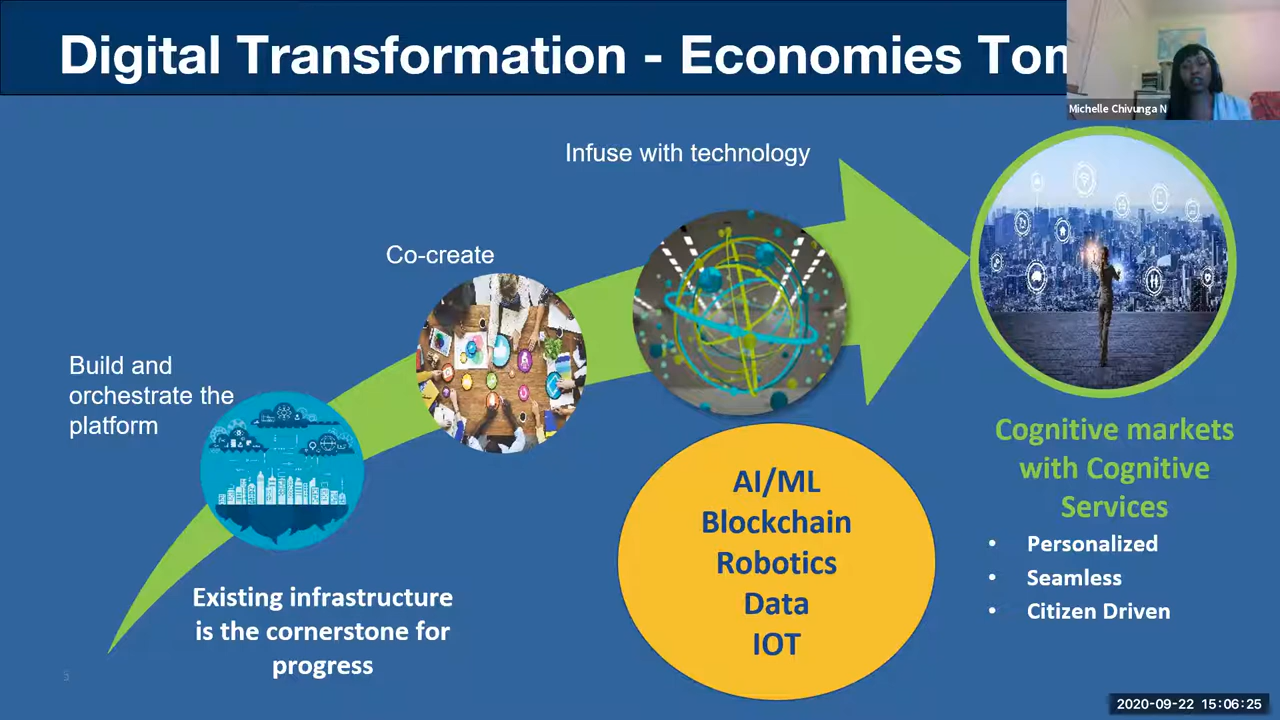 Digital Transformation - Economies Tom
Michelle Chivunga N
Infuse with technology
Co-create
Build and
orchestrate the
platform
Existing infrastructure
is the cornerstone for
progress
AI/ML
Blockchain
Robotics
Data
IOT
Cognitive markets
with Cognitive
Services
• Personalized
• Seamless
• Citizen Driven
5
2020-09-22 15:06:25